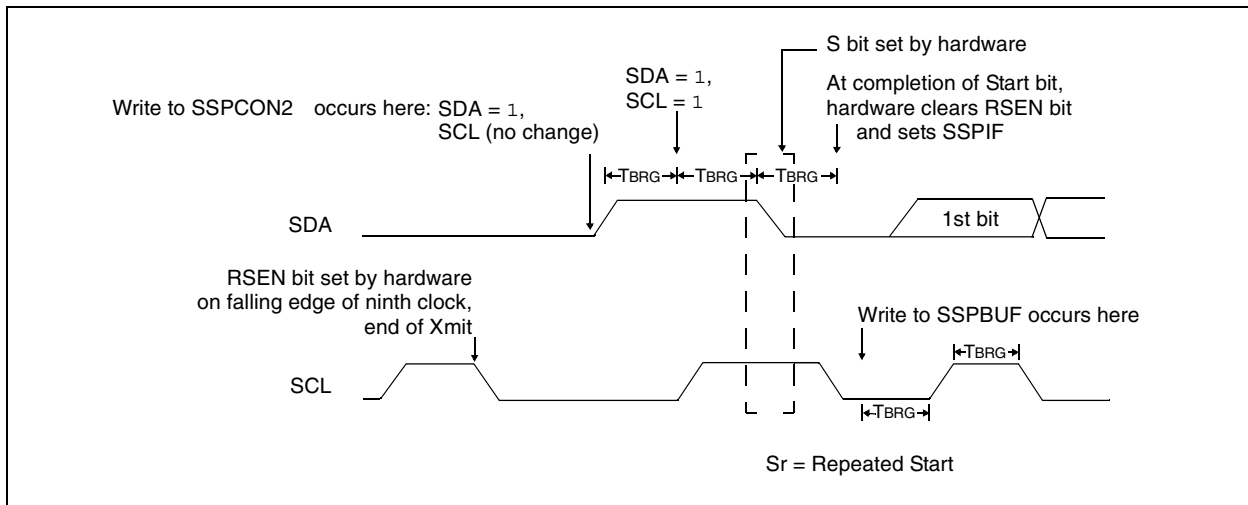 S bit set by hardware
SDA = 1,
SCL = 1
At completion of Start bit,
hardware clears RSEN bit
and sets SSPIF
Write to SSPCON2 occurs here: SDA = 1,
SCL (no change)
TBRG
TBRG
TBRG
SDA
1st bit
RSEN bit set by hardware
on falling edge of ninth clock,
end of Xmit
Write to SSPBUF occurs here
TBRG
SCL
TBRG
Sr = Repeated Start